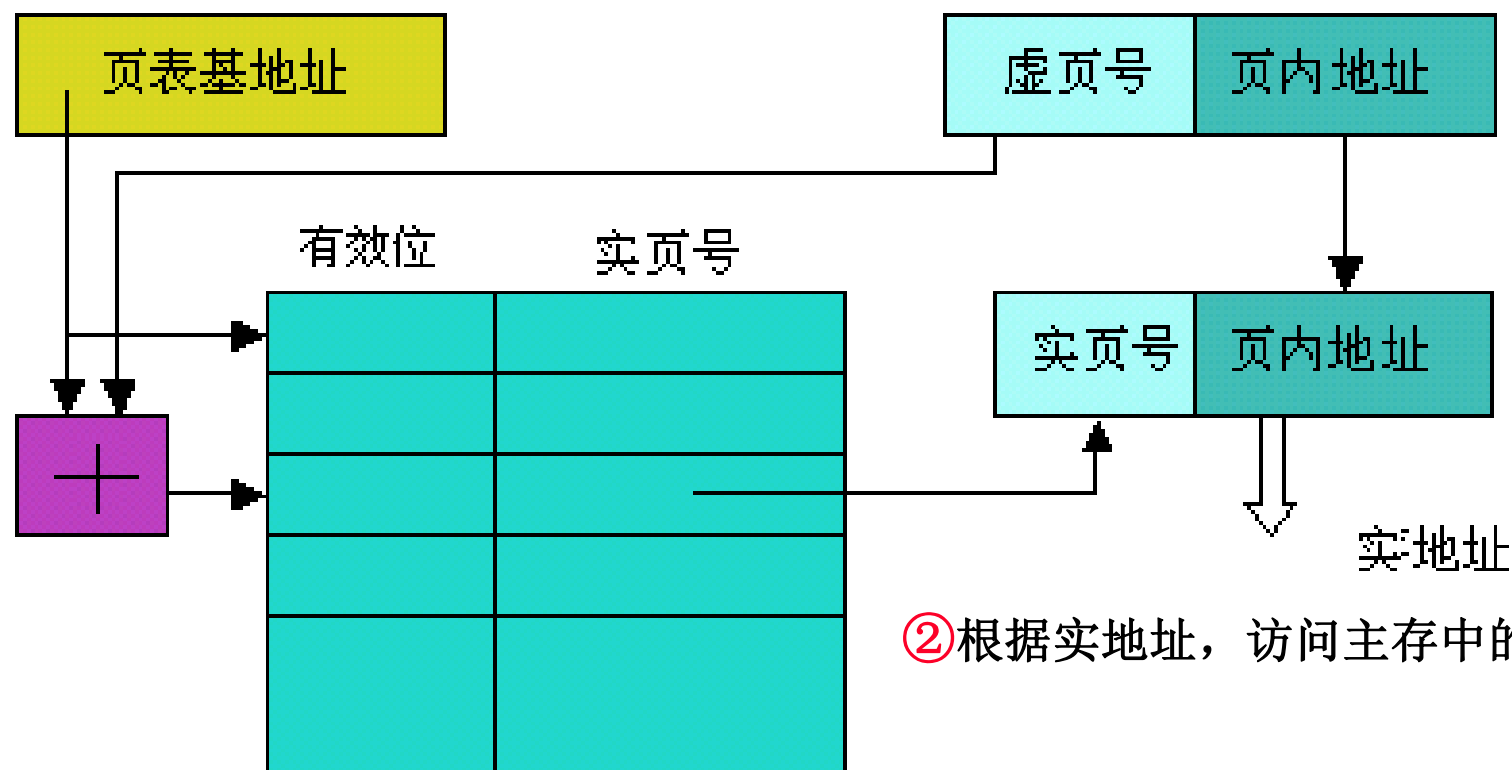 页表基地址
虚页号 页内地址
有效位 实页号
实页号 页内地址
实地址
②根据实地址，访问主存中的